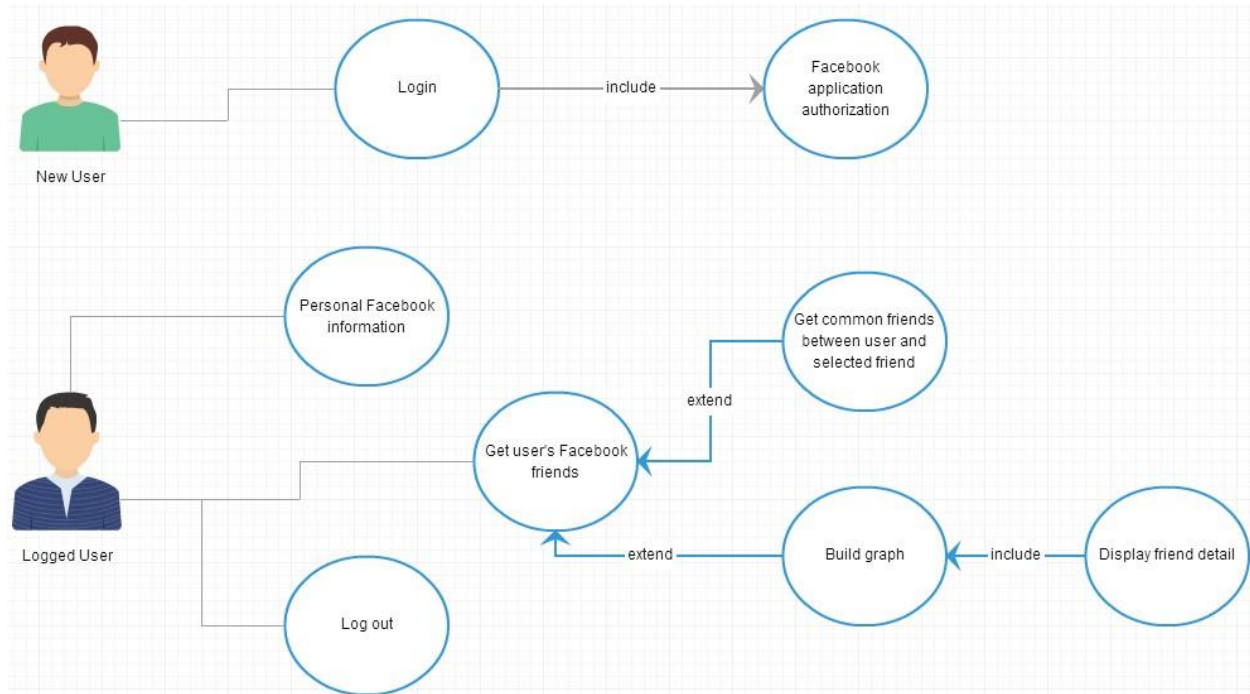 Login
include
Facebook
application
authorization
New User
Personal Facebook
information
Get common friends
between user and
selected friend
extend
Get user's Facebook
friends
Logged User
extend
Build graph
include
Display friend detail
Log out